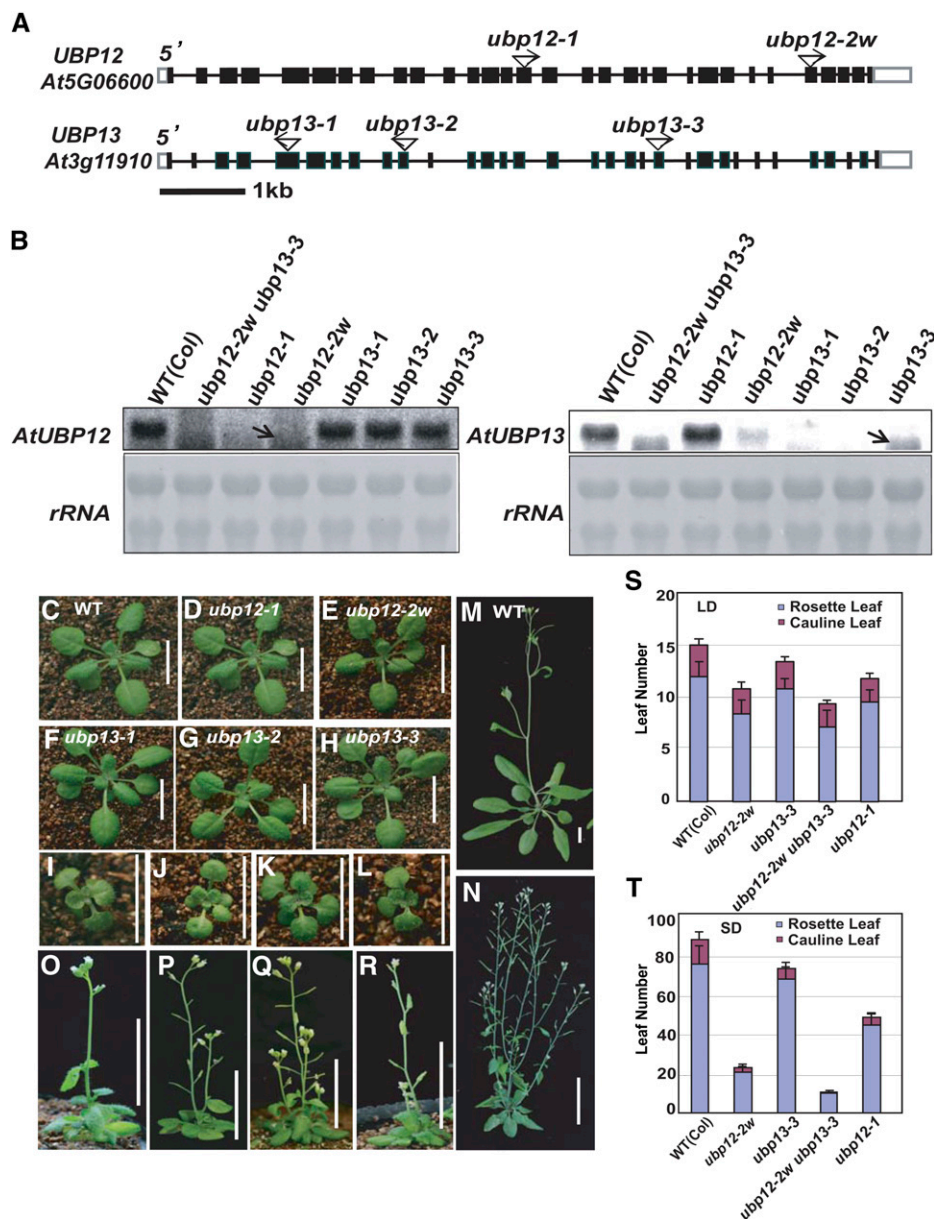 A
UBP12
At5G06600
5’
ubp12-1
ubp12-2w
UBP13
At3g11910
5’
ubp13-1
ubp13-2
ubp13-3
1kb
B
WT(Col)
ubp12-2w ubp13-3
ubp12-1
ubp12-2w
ubp13-1
ubp13-2
ubp13-3
AtUBP12
rRNA
WT(Col)
ubp12-2w ubp13-3
ubp12-1
ubp12-2w
ubp13-1
ubp13-2
ubp13-3
AtUBP13
rRNA
C WT
D ubp12-1
E ubp12-2w
F ubp13-1
G ubp13-2
H ubp13-3
I
J
K
L
M WT
N
O
P
Q
R
S
LD
Rosette Leaf
Cauline Leaf
Leaf Number
20
15
10
5
0
WT(Col)
ubp12-2w
ubp13-3
ubp12-2w ubp13-3
ubp12-1
T
SD
Rosette Leaf
Cauline Leaf
Leaf Number
100
80
60
40
20
0
WT(Col)
ubp12-2w
ubp13-3
ubp12-2w ubp13-3
ubp12-1